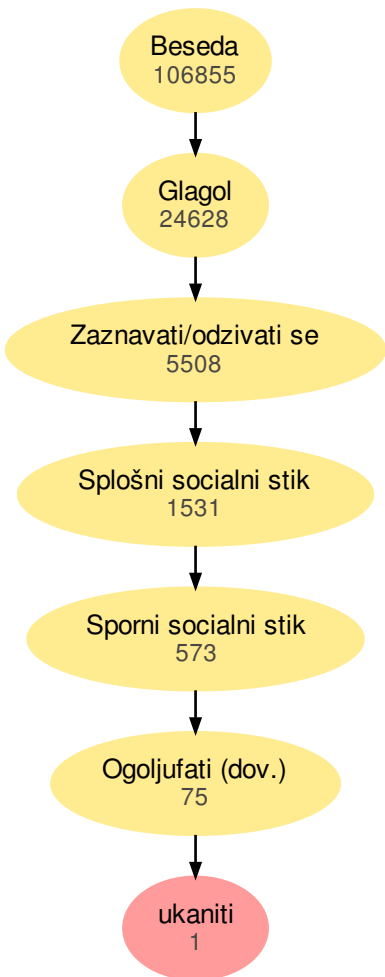 Beseda
106855
Glagol
24628
Zaznavati/odzivati se
5508
Splošni socialni stik
1531
Sporni socialni stik
573
Ogoljufati (dov.)
75
ukaniti
1